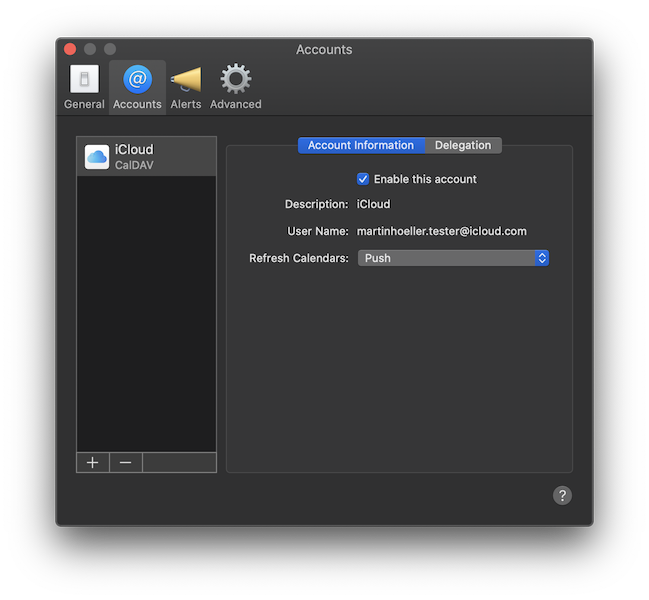 Accounts
General Accounts Alerts Advanced
iCloud
CalDAV
Account Information Delegation
Enable this account
Description: iCloud
User Name: martinhoeller.tester@icloud.com
Refresh Calendars: Push
?